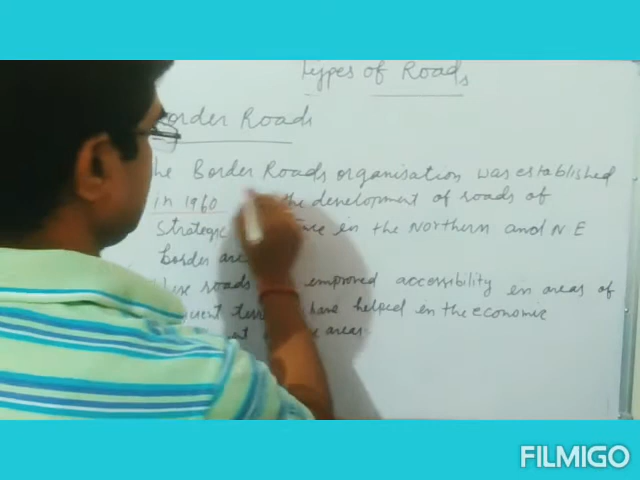 Types of Roads
Border Roads
The Border Roads organisation was established
in 1960 the development of roads of
Strategic in the Northern and N E
border
roads improved accessibility in areas of
have helped in the economic
areas
FILMIGO